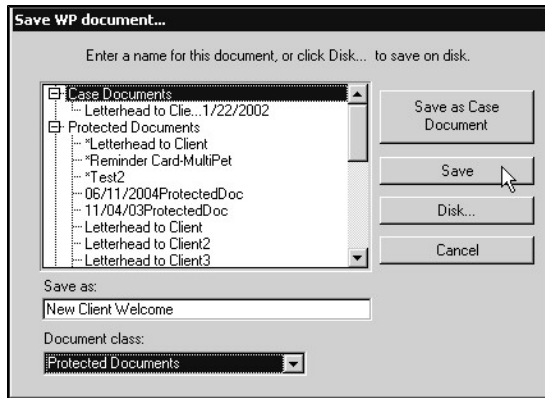 Save WP document...
Enter a name for this document, or click Disk... to save on disk.
Case Documents
Letterhead to Clie...1/22/2002
Protected Documents
*Letterhead to Client
*Reminder Card-MultiPet
*Test2
06/11/2004ProtectedDoc
11/04/03ProtectedDoc
Letterhead to Client
Letterhead to Client2
Letterhead to Client3
Save as Case
Document
Save
Disk...
Cancel
Save as:
New Client Welcome
Document class:
Protected Documents